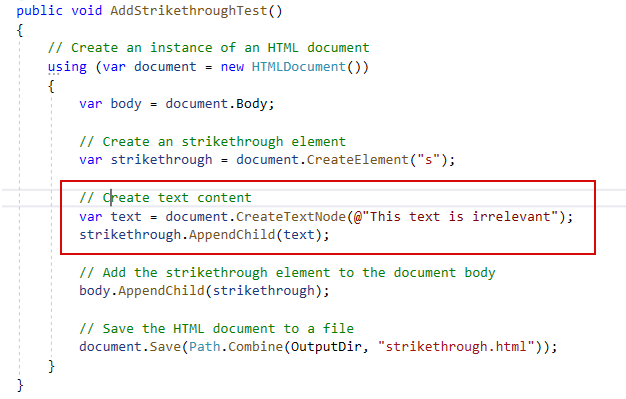 public void AddStrikethroughTest()
{
    // Create an instance of an HTML document
    using (var document = new HTMLDocument())
    {
        var body = document.Body;

        // Create an strikethrough element
        var strikethrough = document.CreateElement("s");

        // Create text content
        var text = document.CreateTextNode(@"This text is irrelevant");
        strikethrough.AppendChild(text);

        // Add the strikethrough element to the document body
        body.AppendChild(strikethrough);

        // Save the HTML document to a file
        document.Save(Path.Combine(OutputDir, "strikethrough.html"));
    }
}